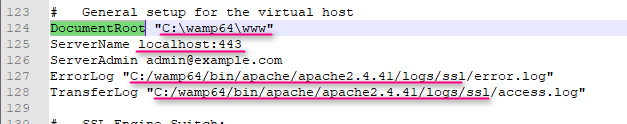 123 #   General setup for the virtual host
124 DocumentRoot "C:\wamp64\www"
125 ServerName localhost:443
126 ServerAdmin admin@example.com
127 ErrorLog "C:/wamp64/bin/apache/apache2.4.41/logs/ssl/error.log"
128 TransferLog "C:/wamp64/bin/apache/apache2.4.41/logs/ssl/access.log"
129
130 #   SSL Engine Switch: